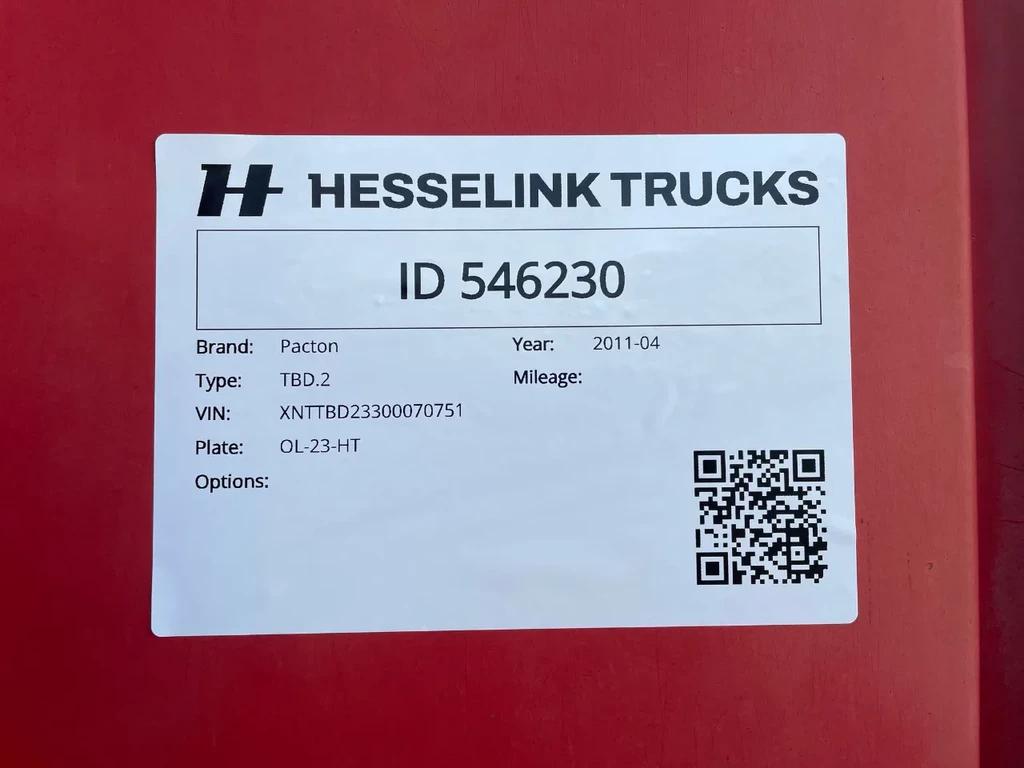 H HESSELINK TRUCKS
ID 546230
Brand: Pacton Year: 2011-04
Type: TBD.2 Mileage:
VIN: XNTTBD23300070751
Plate: OL-23-HT
Options: